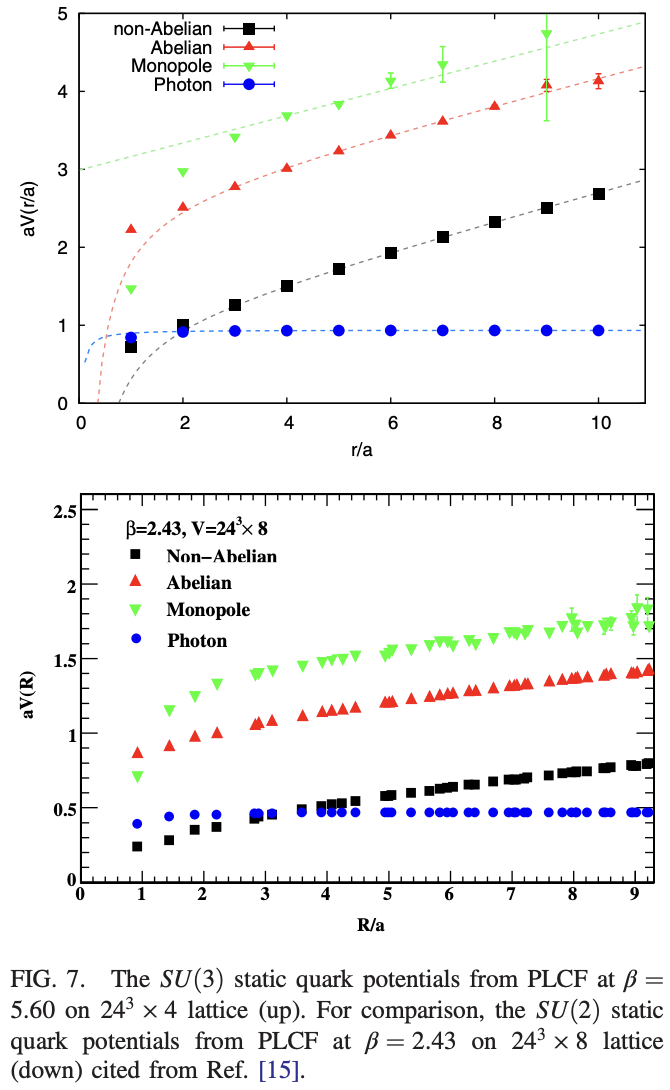 5
4
3
2
1
0
aV(r/a)
non-Abelian
Abelian
Monopole
Photon
0 2 4 6 8 10
r/a
2.5
2
1.5
1
0.5
0
aV(R)
β=2.43, V=24³× 8
Non−Abelian
Abelian
Monopole
Photon
0 1 2 3 4 5 6 7 8 9
R/a
FIG. 7. The SU(3) static quark potentials from PLCF at β =
5.60 on 24³ × 4 lattice (up). For comparison, the SU(2) static
quark potentials from PLCF at β = 2.43 on 24³ × 8 lattice
(down) cited from Ref. [15].